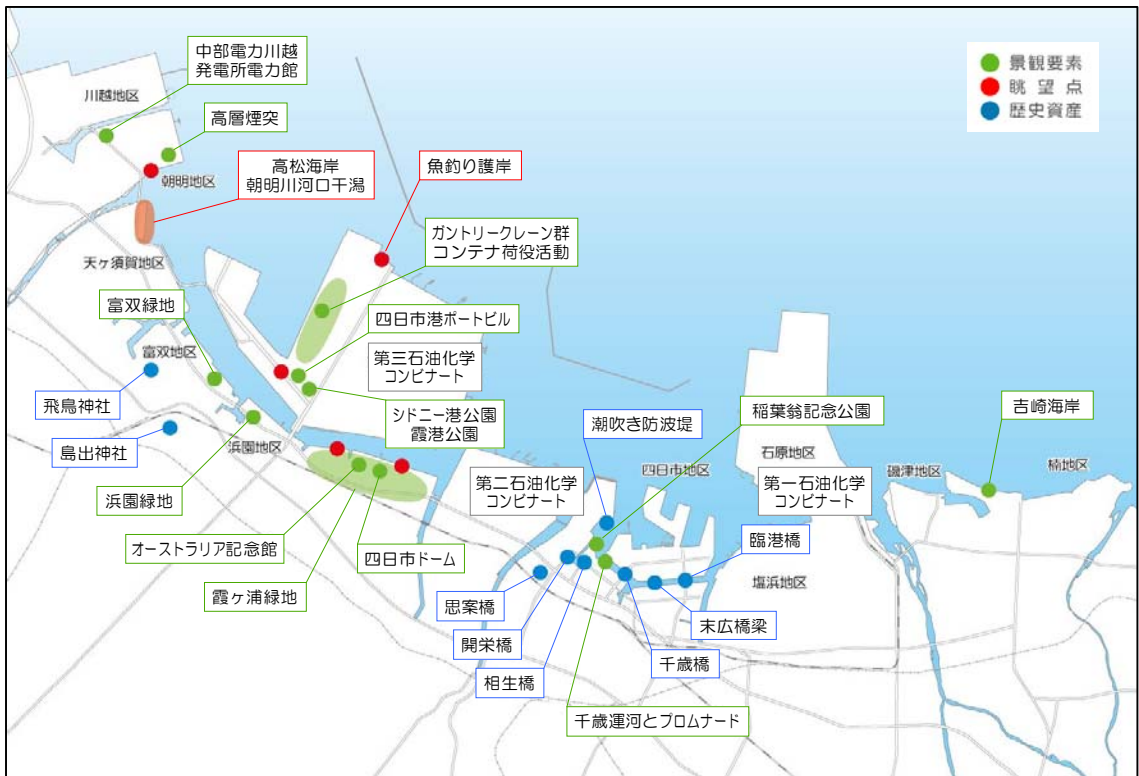 中部電力川越
発電所電力館
川越地区
高層煙突
景観要素
眺望点
歴史資産
朝明地区
高松海岸
朝明川河口干潟
魚釣り護岸
ガントリークレーン群
コンテナ荷役活動
天ヶ須賀地区
富双緑地
四日市港ポートビル
富双地区
第三石油化学
コンビナート
飛鳥神社
シドニー港公園
霞港公園
稲葉翁記念公園
吉崎海岸
潮吹き防波堤
鳥出神社
浜園地区
石原地区
四日市地区
磯津地区
楠地区
第二石油化学
コンビナート
第一石油化学
コンビナート
浜園緑地
オーストラリア記念館
四日市ドーム
臨港橋
塩浜地区
霞ヶ浦緑地
思案橋
末広橋梁
開栄橋
千歳橋
相生橋
千歳運河とプロムナード